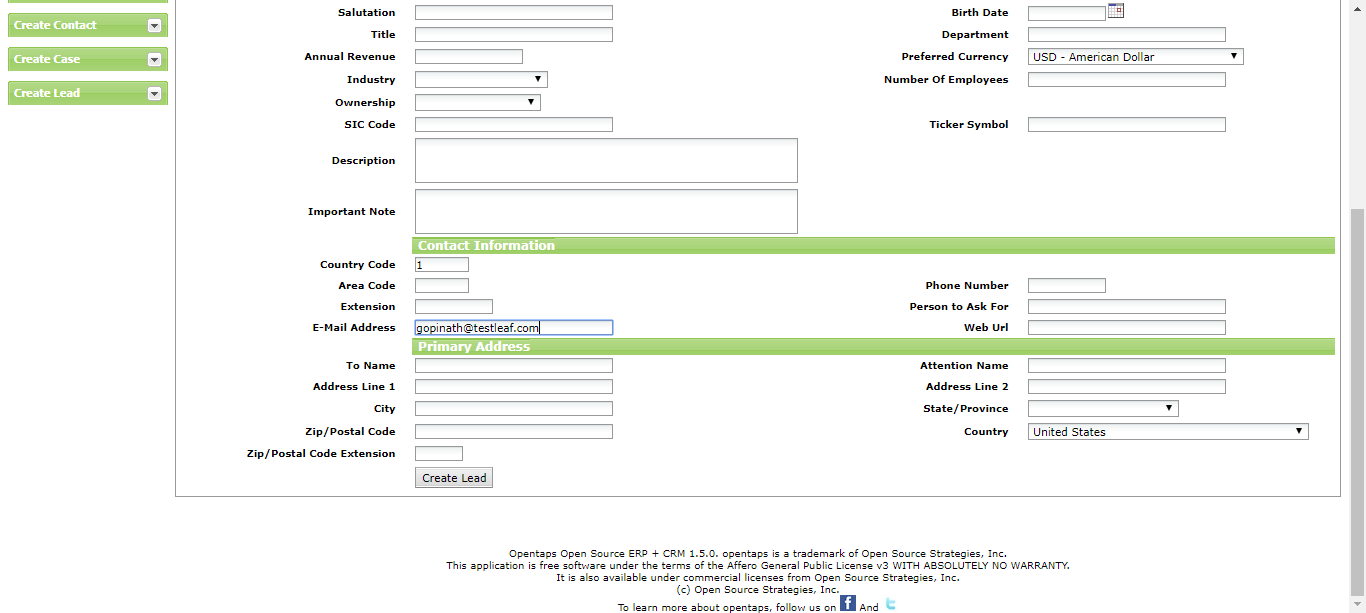 Create Contact
Create Case
Create Lead
Salutation Birth Date
Title Department
Annual Revenue Preferred Currency USD - American Dollar
Industry Number Of Employees
Ownership
SIC Code Ticker Symbol
Description
Important Note
Contact Information
Country Code 1
Area Code Phone Number
Extension Person to Ask For
E-Mail Address gopinath@testleaf.com Web Url
Primary Address
To Name Attention Name
Address Line 1 Address Line 2
City State/Province
Zip/Postal Code Country United States
Zip/Postal Code Extension
Create Lead
Opentaps Open Source ERP + CRM 1.5.0. opentaps is a trademark of Open Source Strategies, Inc.
This application is free software under the terms of the Affero General Public License v3 WITH ABSOLUTELY NO WARRANTY.
It is also available under commercial licenses from Open Source Strategies, Inc.
(c) Open Source Strategies, Inc.
To learn more about opentaps, follow us on f And t